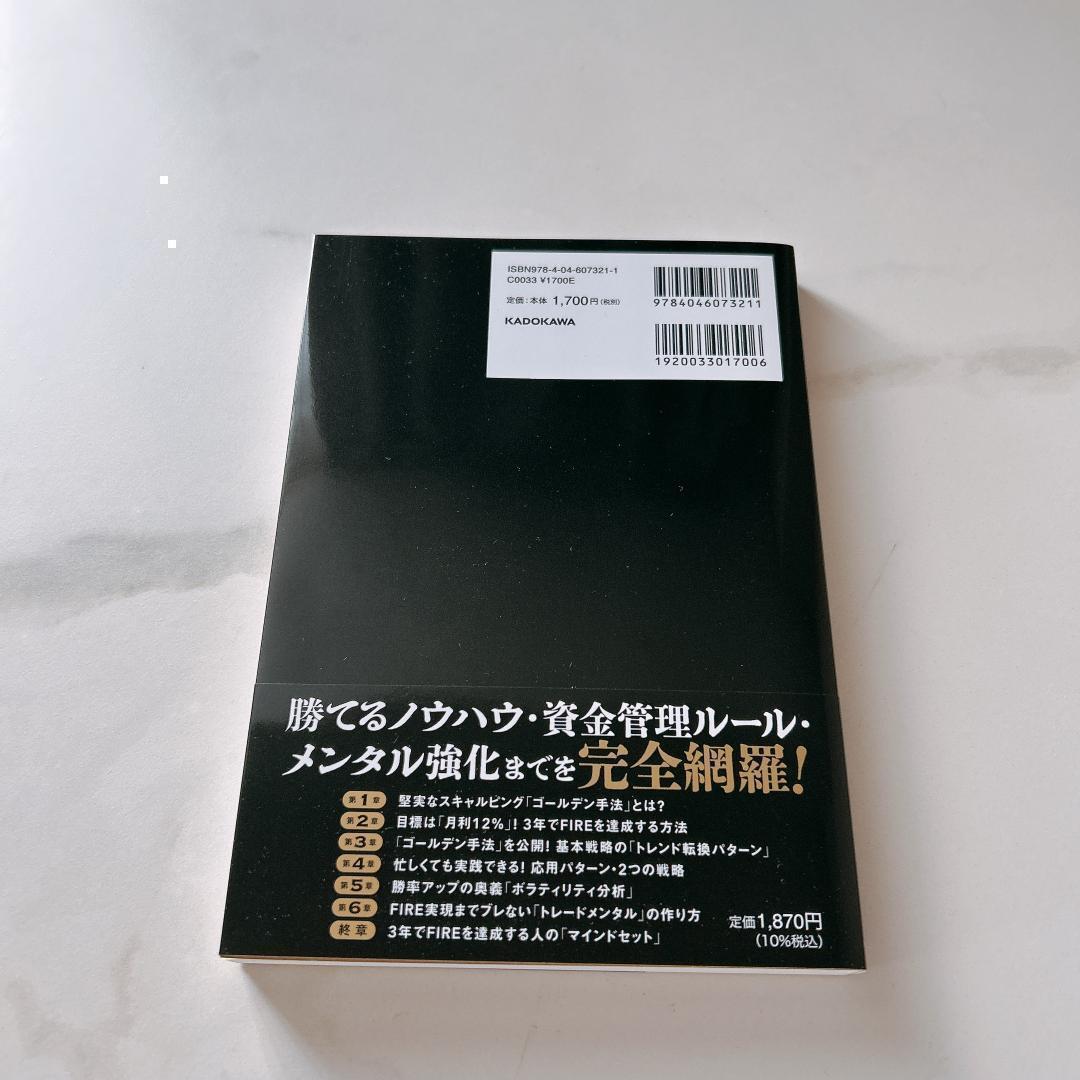 ISBN978-4-04-607321-1
C0033 ¥1700E
定価：本体 1,700円(税別)
KADOKAWA
9784046073211
1920033017006
勝てるノウハウ・資金管理ルール・
メンタル強化までを完全網羅！
第1章 堅実なスキャルピング「ゴールデン手法」とは？
第2章 目標は「月利12%」！ 3年でFIREを達成する方法
第3章 「ゴールデン手法」を公開！ 基本戦略の「トレンド転換パターン」
第4章 忙しくても実践できる！ 応用パターン・2つの戦略
第5章 勝率アップの奥義「ボラティリティ分析」
第6章 FIRE実現までブレない「トレードメンタル」の作り方
終章 3年でFIREを達成する人の「マインドセット」
定価1,870円
(10%税込)